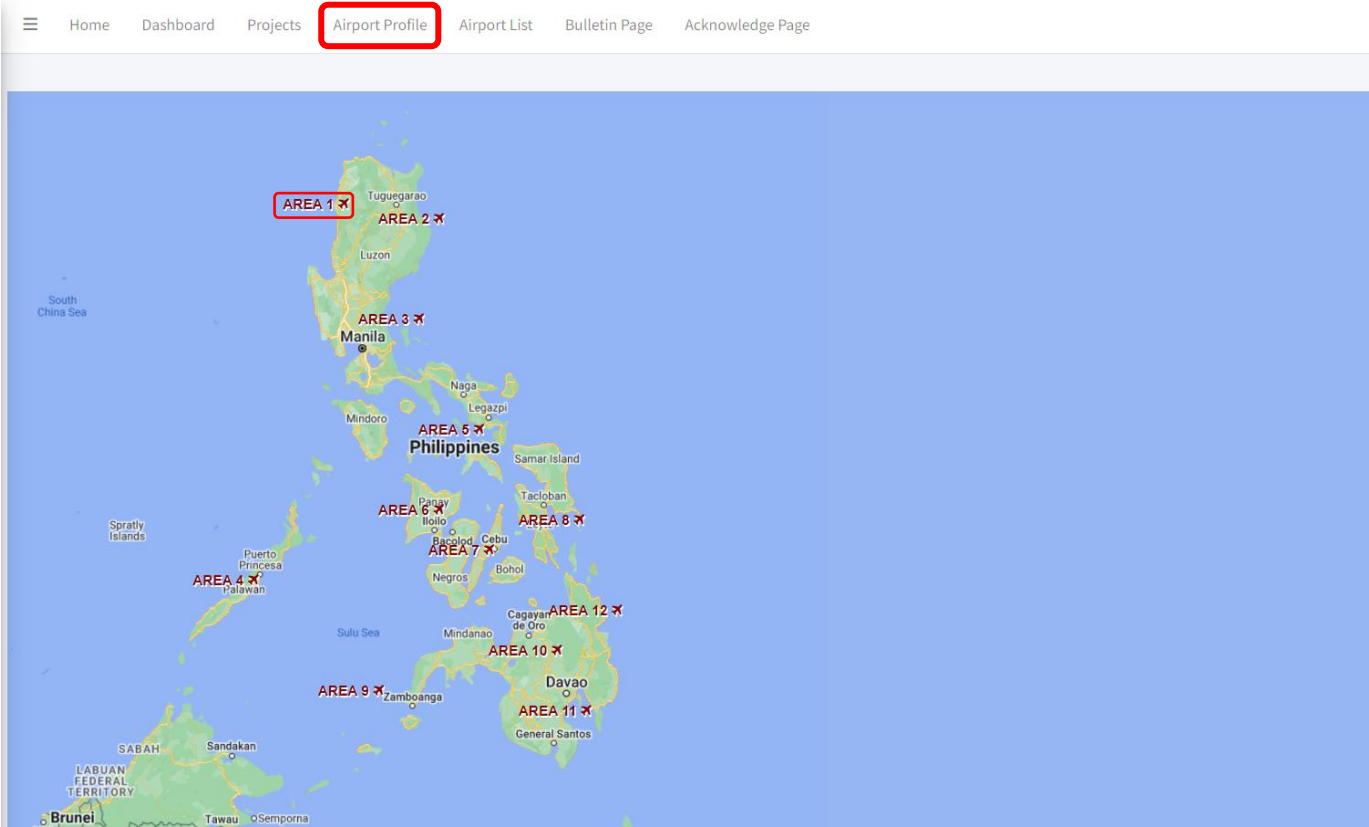 ☰ Home Dashboard Projects Airport Profile Airport List Bulletin Page Acknowledge Page
Tuguegarao
AREA 1
AREA 2
Luzon
South
China Sea
AREA 3
Manila
Naga
Legazpi
Mindoro
AREA 5
Philippines
Samar Island
Panay
Tacloban
AREA 6
Iloilo
AREA 8
Spratly
Islands
Bacolod
Cebu
AREA 7
Puerto
Princesa
Bohol
AREA 4
Negros
Palawan
AREA 12
Cagayan
de Oro
Sulu Sea
Mindanao
AREA 10
Davao
AREA 9
Zamboanga
AREA 11
General Santos
SABAH
Sandakan
LABUAN
FEDERAL
TERRITORY
Brunei
Tawau
Semporna